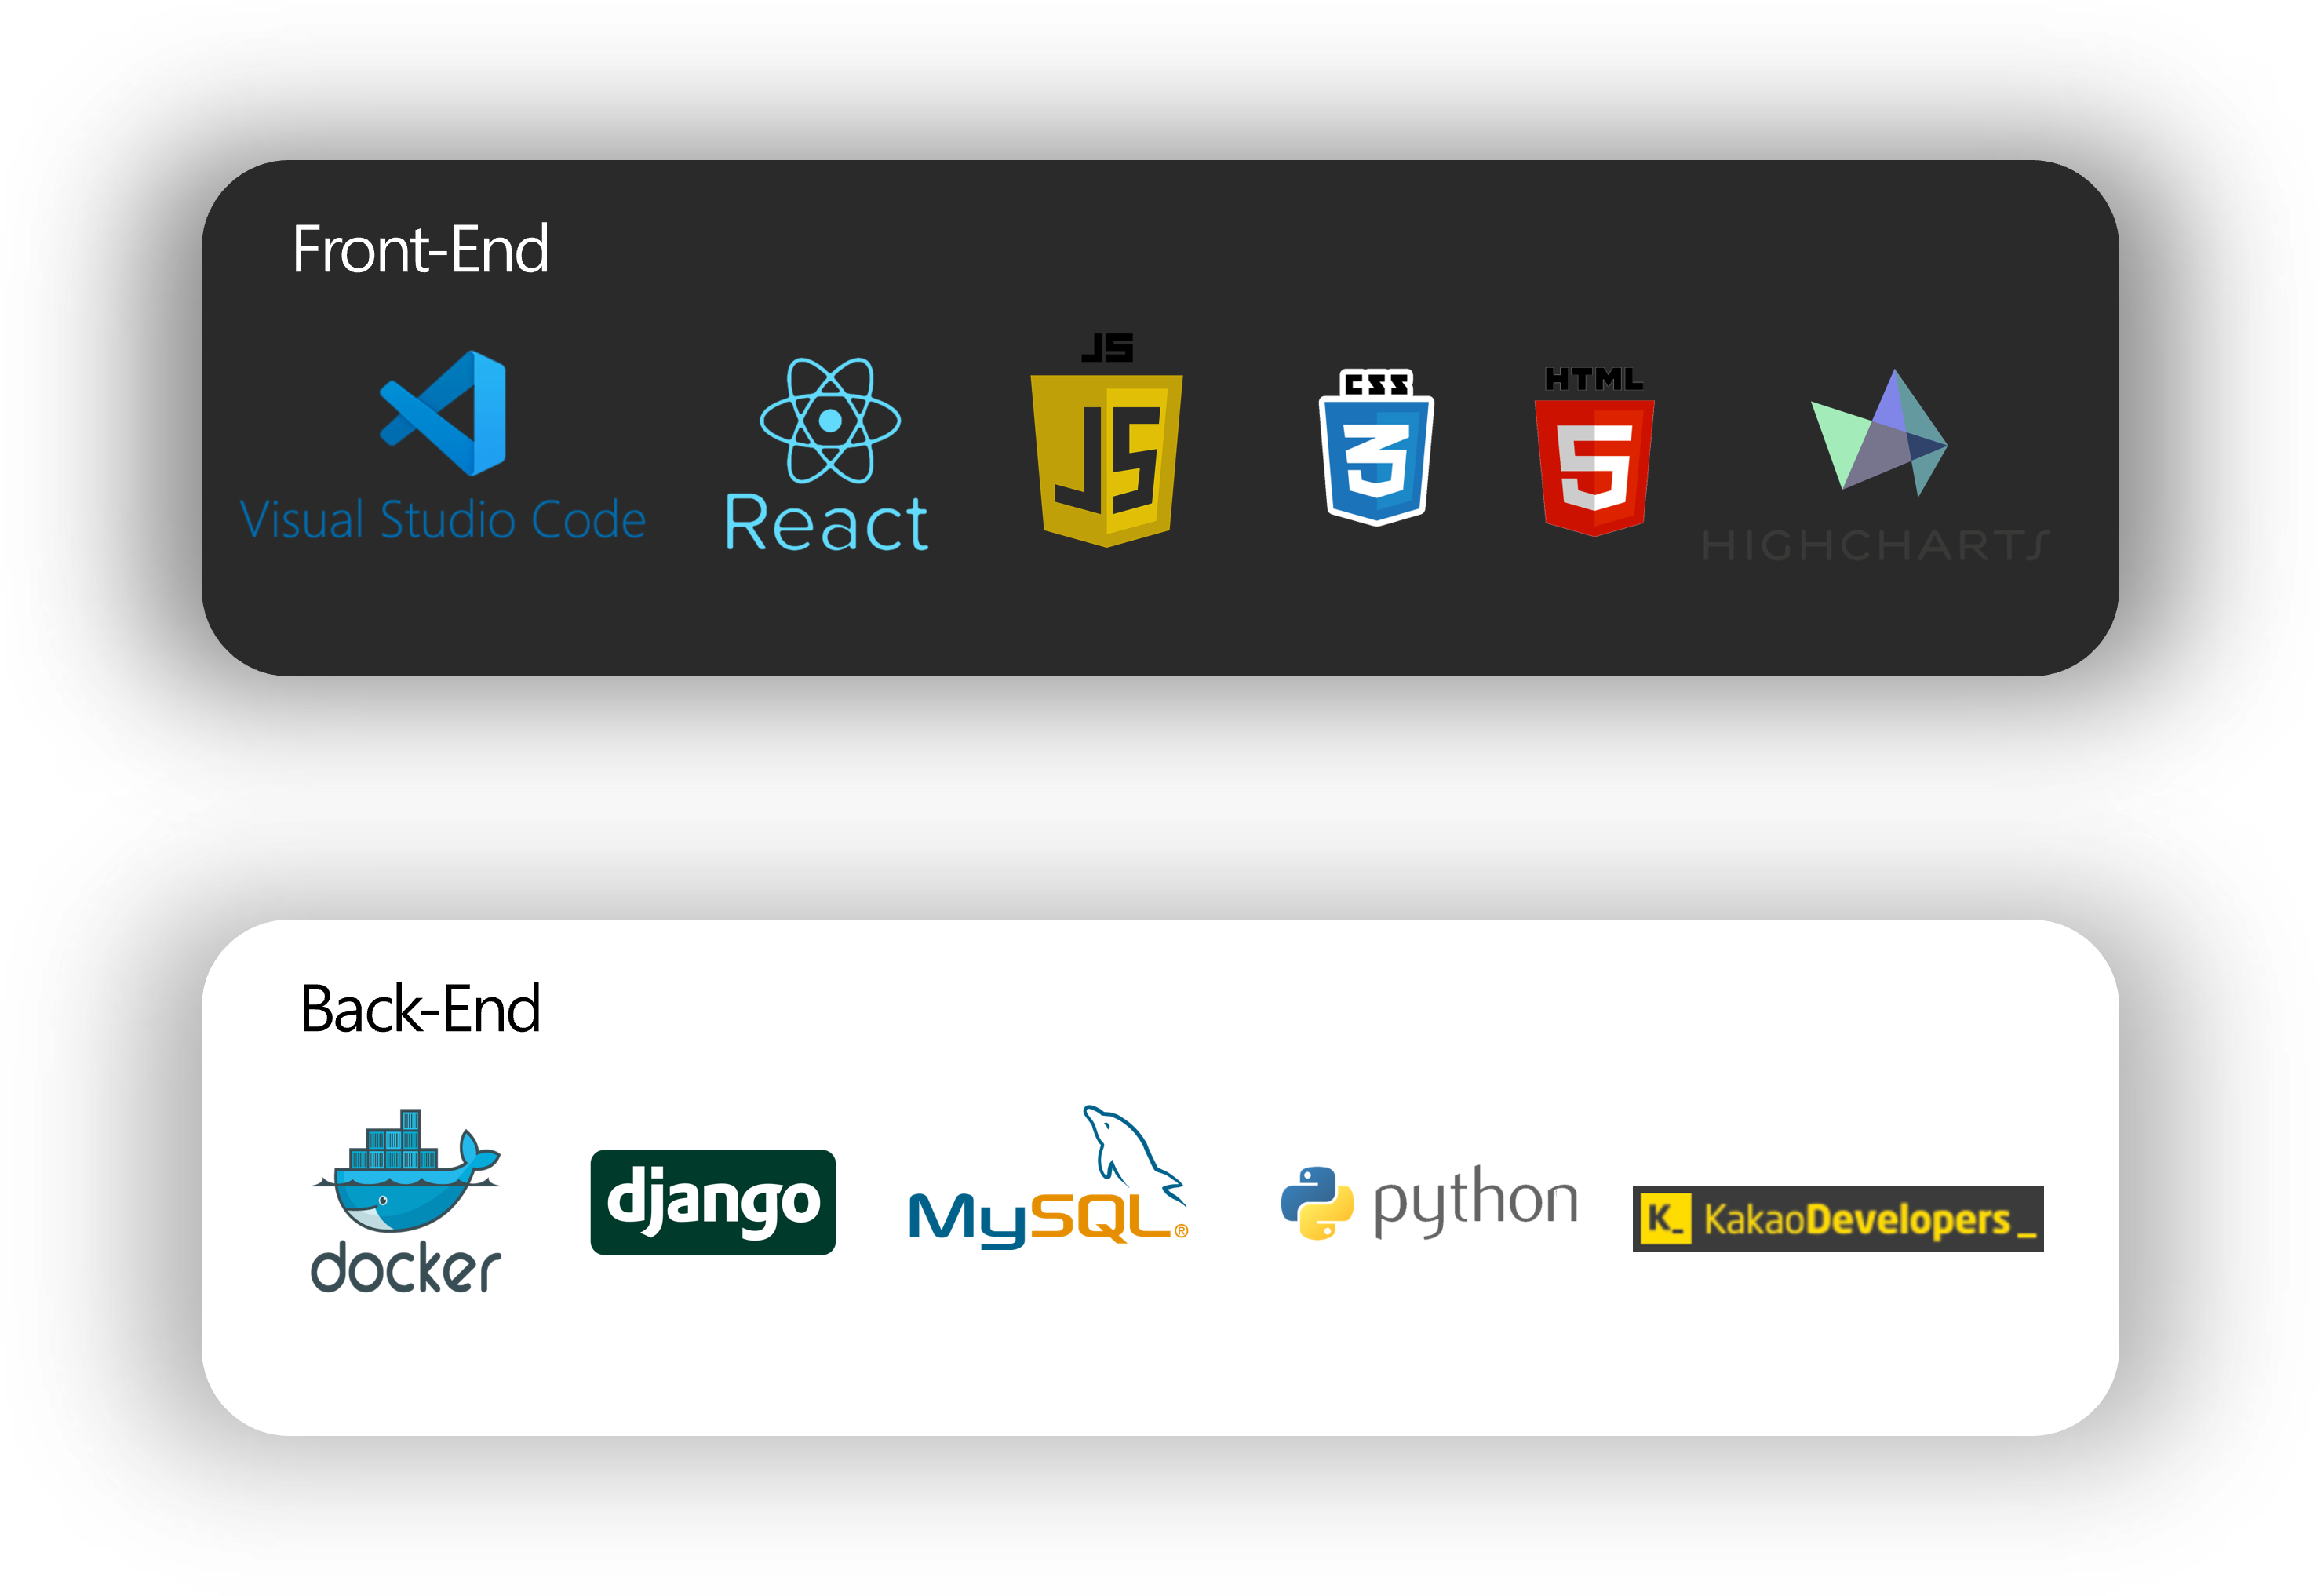 Front-End
JS
JS
CSS
3
HTML
5
Visual Studio Code
React
HIGHCHARTS
Back-End
docker
django
MySQL®
python
K_ KakaoDevelopers_